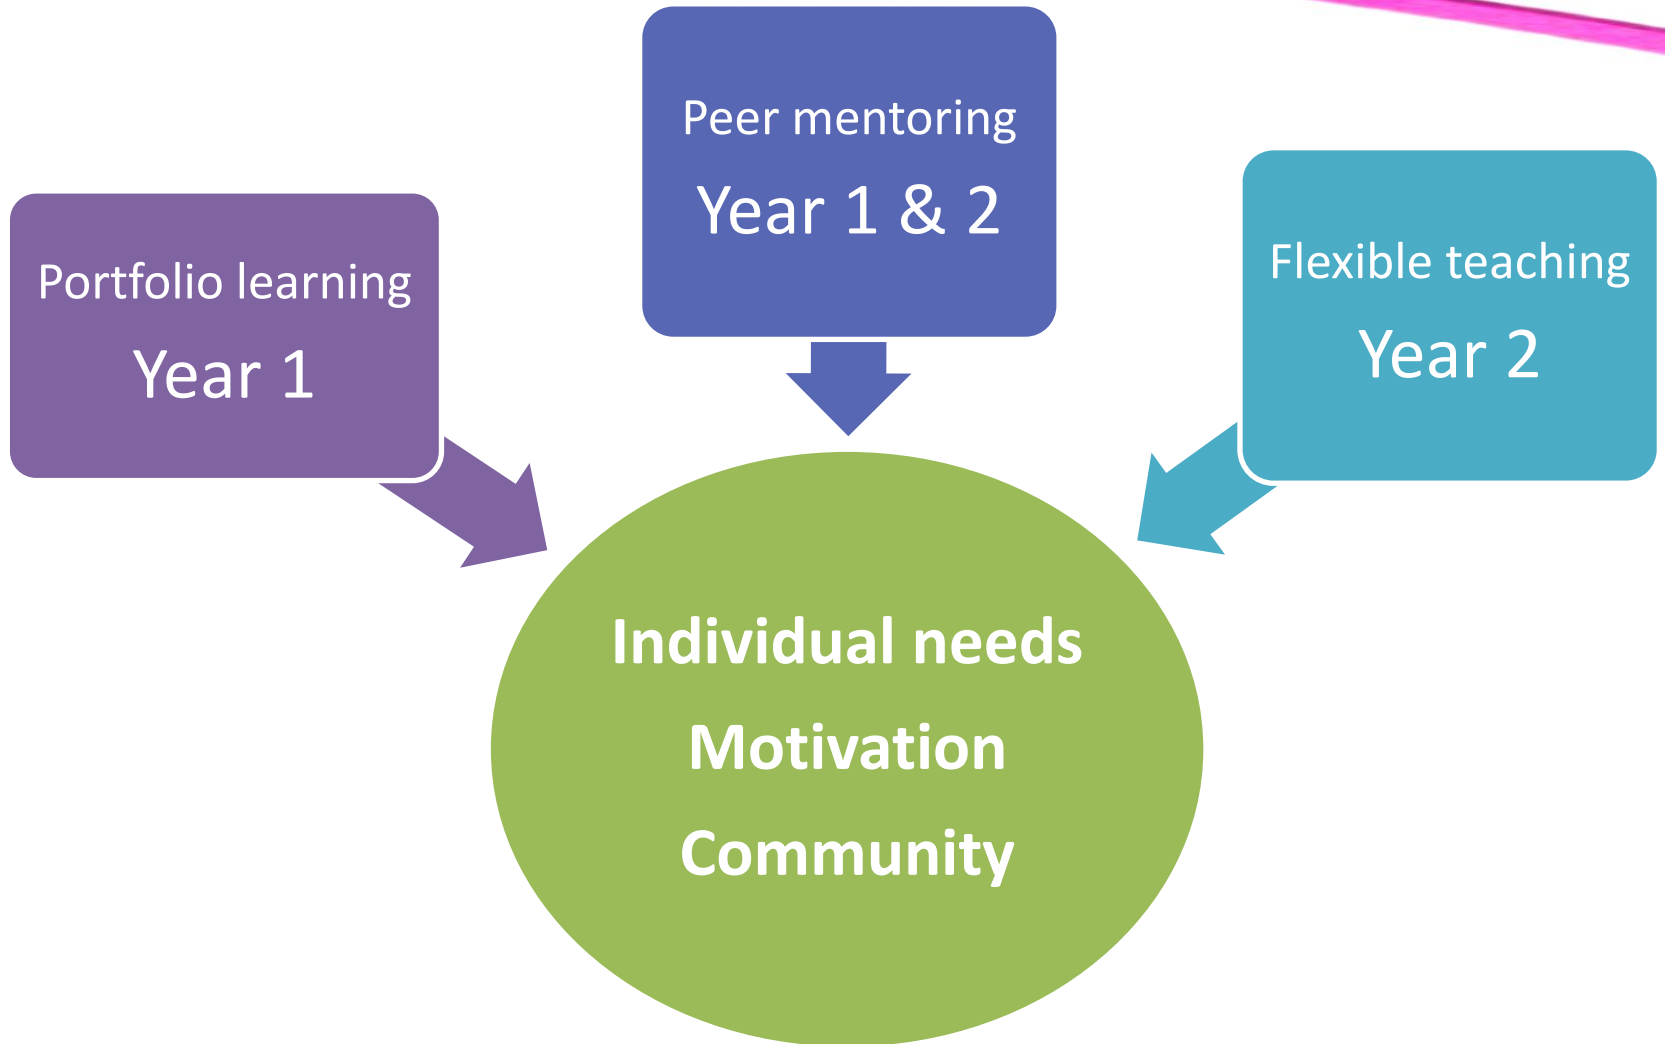 Peer mentoring
Year 1 & 2
Portfolio learning
Year 1
Flexible teaching
Year 2
Individual needs
Motivation
Community